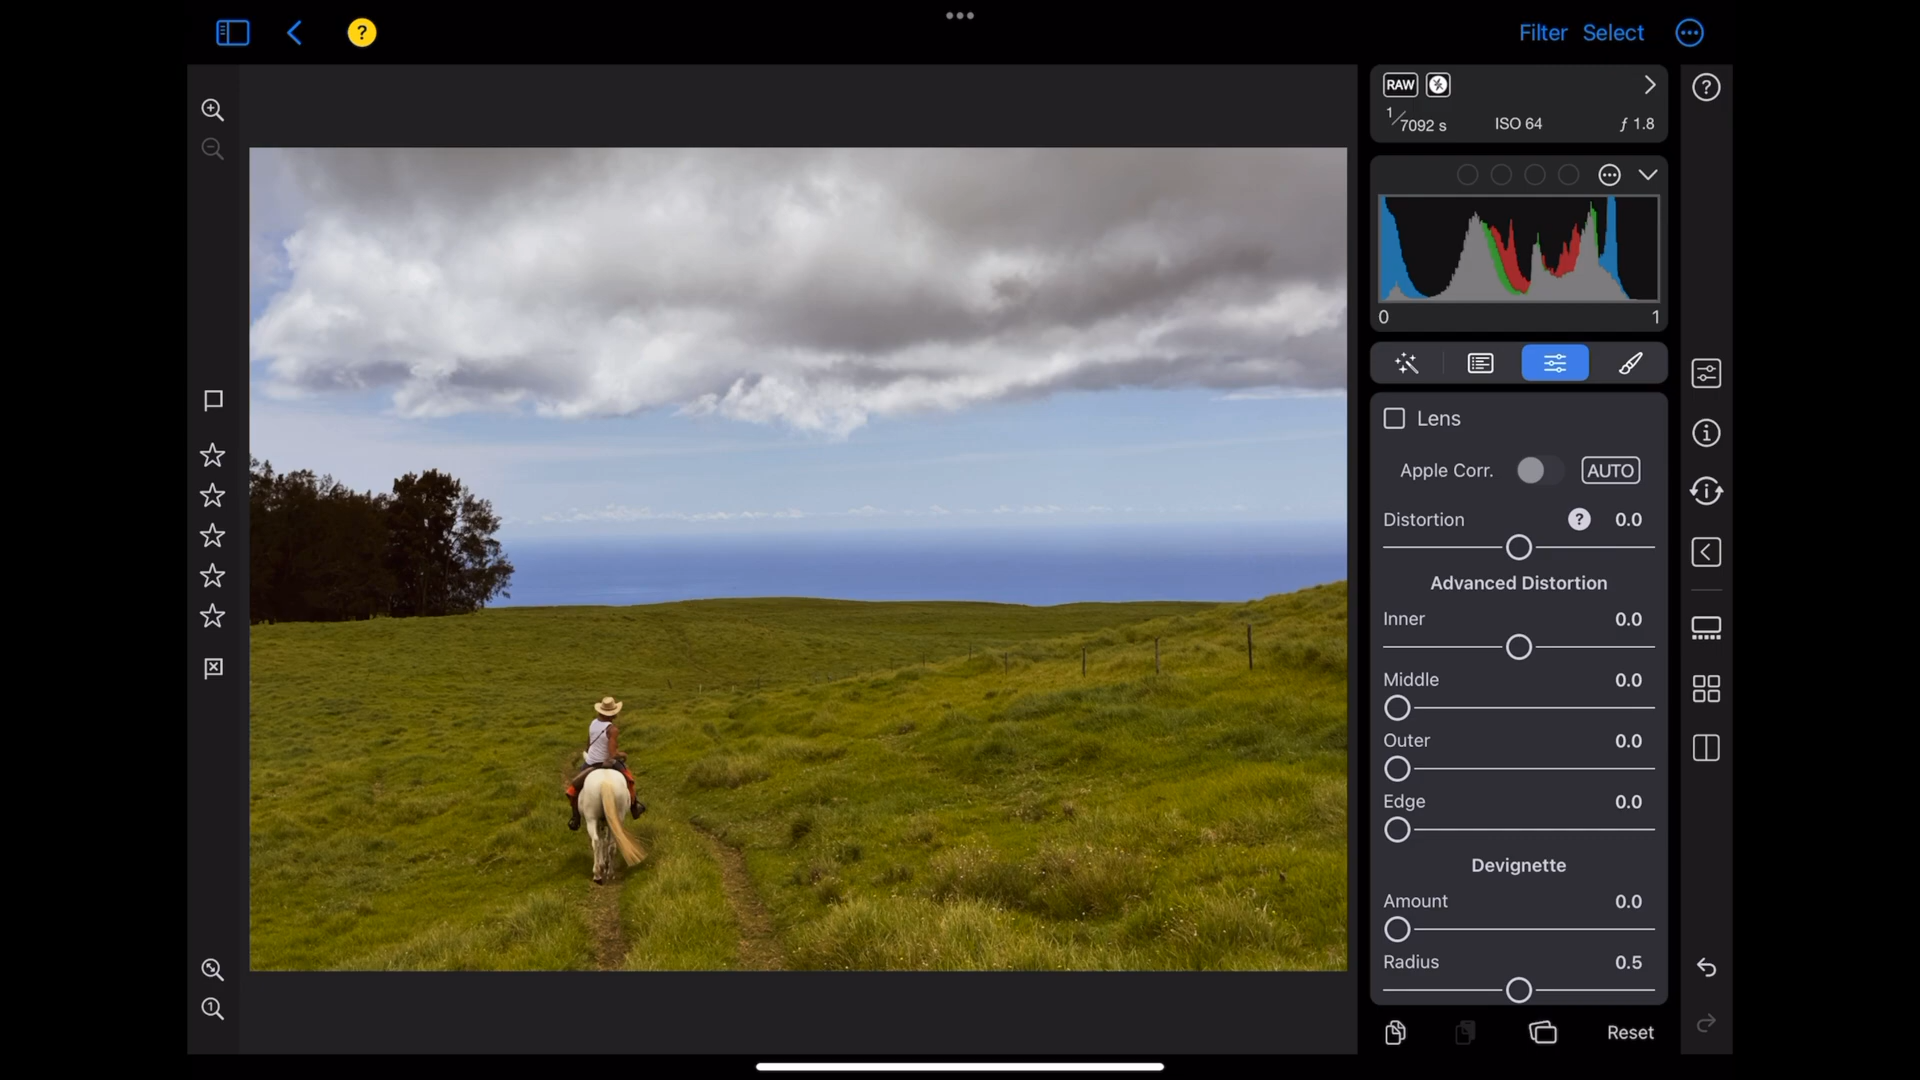 ?
Filter Select
RAW
1/7092 s ISO 64 ƒ 1.8
?
0 1
Lens
Apple Corr. AUTO
Distortion ? 0.0
Advanced Distortion
Inner 0.0
Middle 0.0
Outer 0.0
Edge 0.0
Devignette
Amount 0.0
Radius 0.5
1
Reset